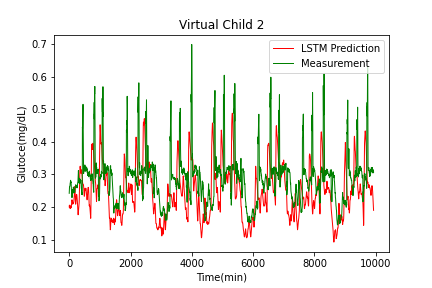 Virtual Child 2
LSTM Prediction
Measurement
Glutoce(mg/dL)
0.7
0.6
0.5
0.4
0.3
0.2
0.1
0 2000 4000 6000 8000 10000
Time(min)